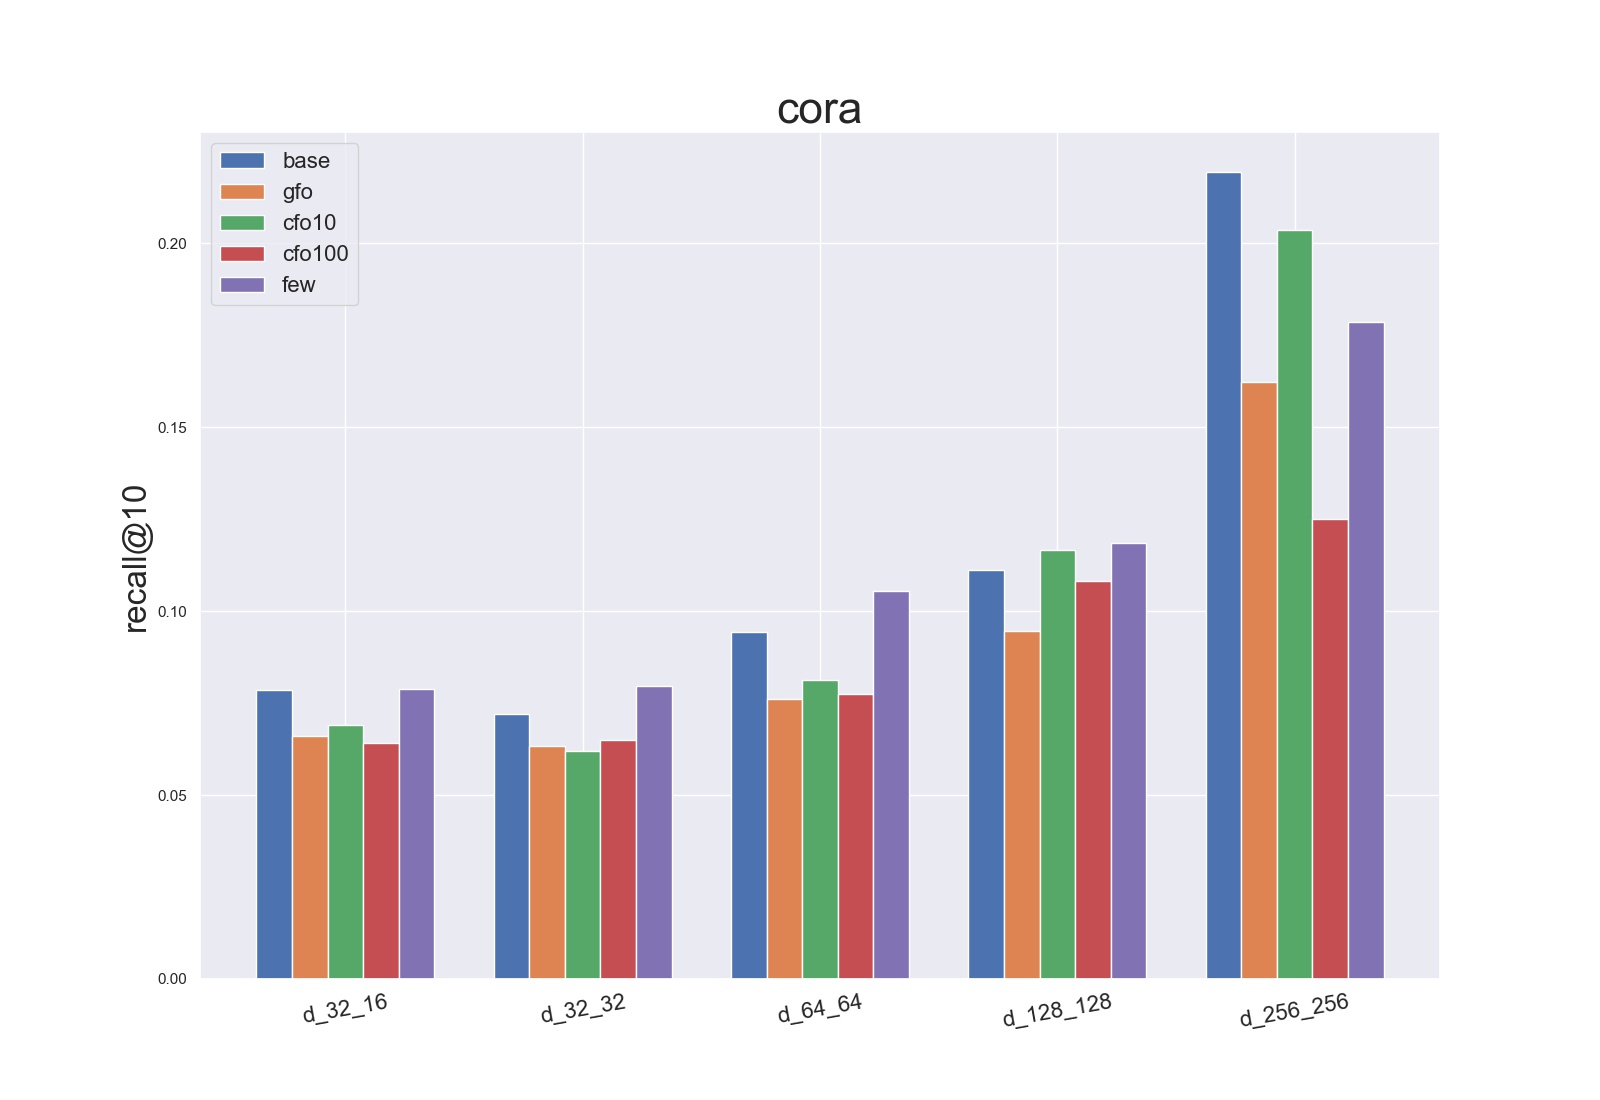 cora
base
gfo
cfo10
cfo100
few
recall@10
0.20
0.15
0.10
0.05
0.00
d_32_16
d_32_32
d_64_64
d_128_128
d_256_256